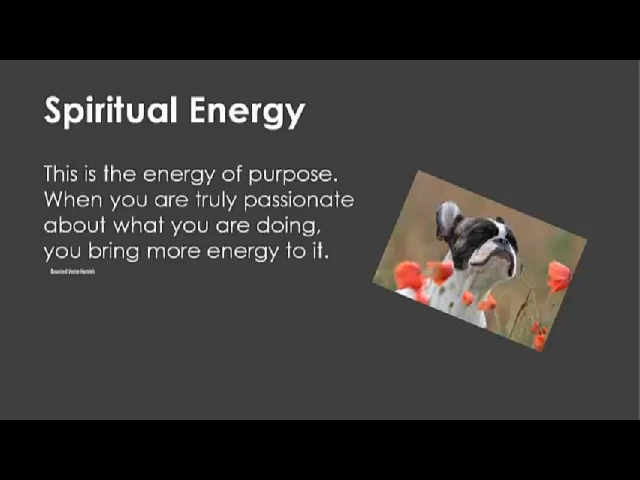 Spiritual Energy
This is the energy of purpose.
When you are truly passionate
about what you are doing,
you bring more energy to it.